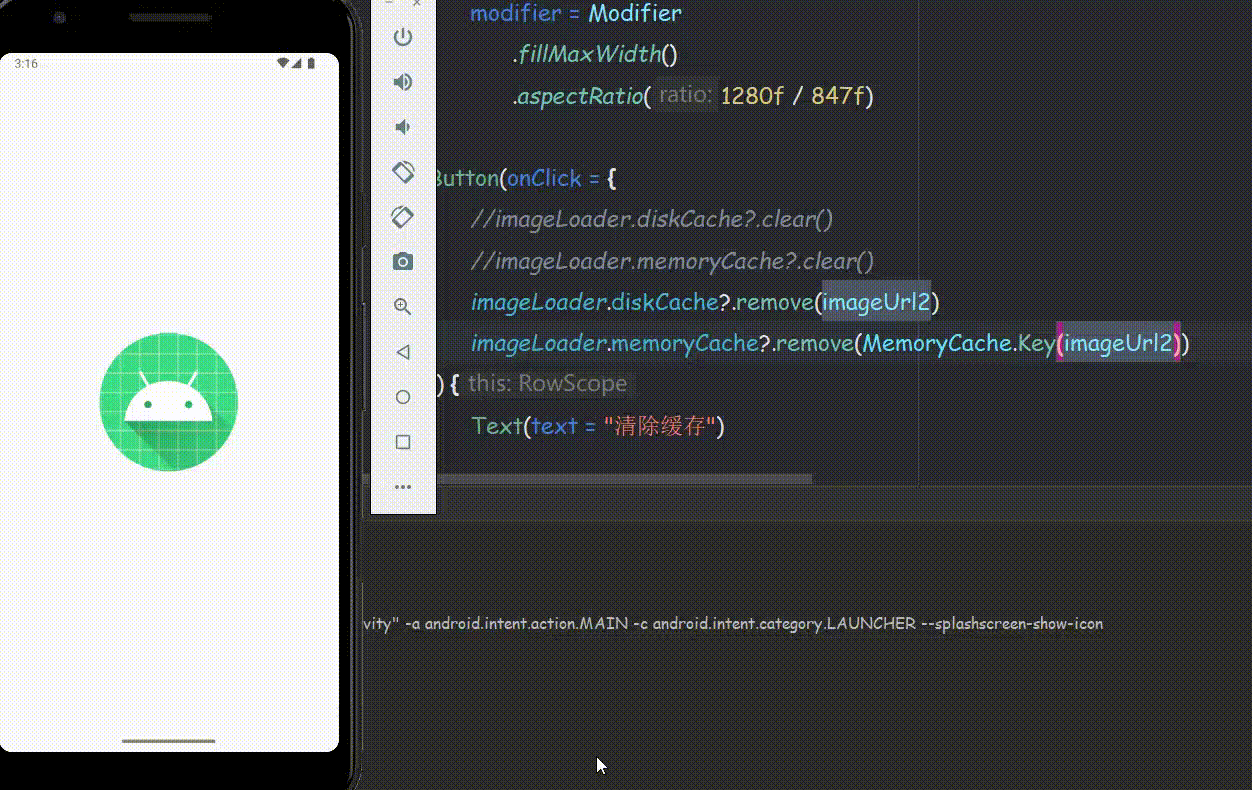 3:16
modifier = Modifier
.fillMaxWidth()
.aspectRatio( ratio: 1280f / 847f)
Button(onClick = {
//imageLoader.diskCache?.clear()
//imageLoader.memoryCache?.clear()
imageLoader.diskCache?.remove(imageUrl2)
imageLoader.memoryCache?.remove(MemoryCache.Key(imageUrl2))
) { this: RowScope
Text(text = "清除缓存")
vity" -a android.intent.action.MAIN -c android.intent.category.LAUNCHER --splashscreen-show-icon